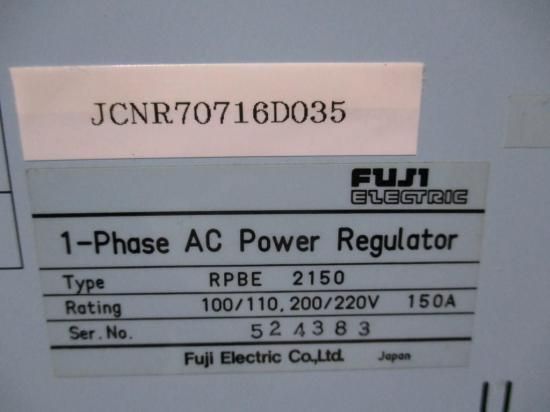 JCNR70716D035
FUJI
ELECTRIC
1-Phase AC Power Regulator
Type RPBE 2150
Rating 100/110, 200/220V 150A
Ser. No. 524383
Fuji Electric Co., Ltd. Japan